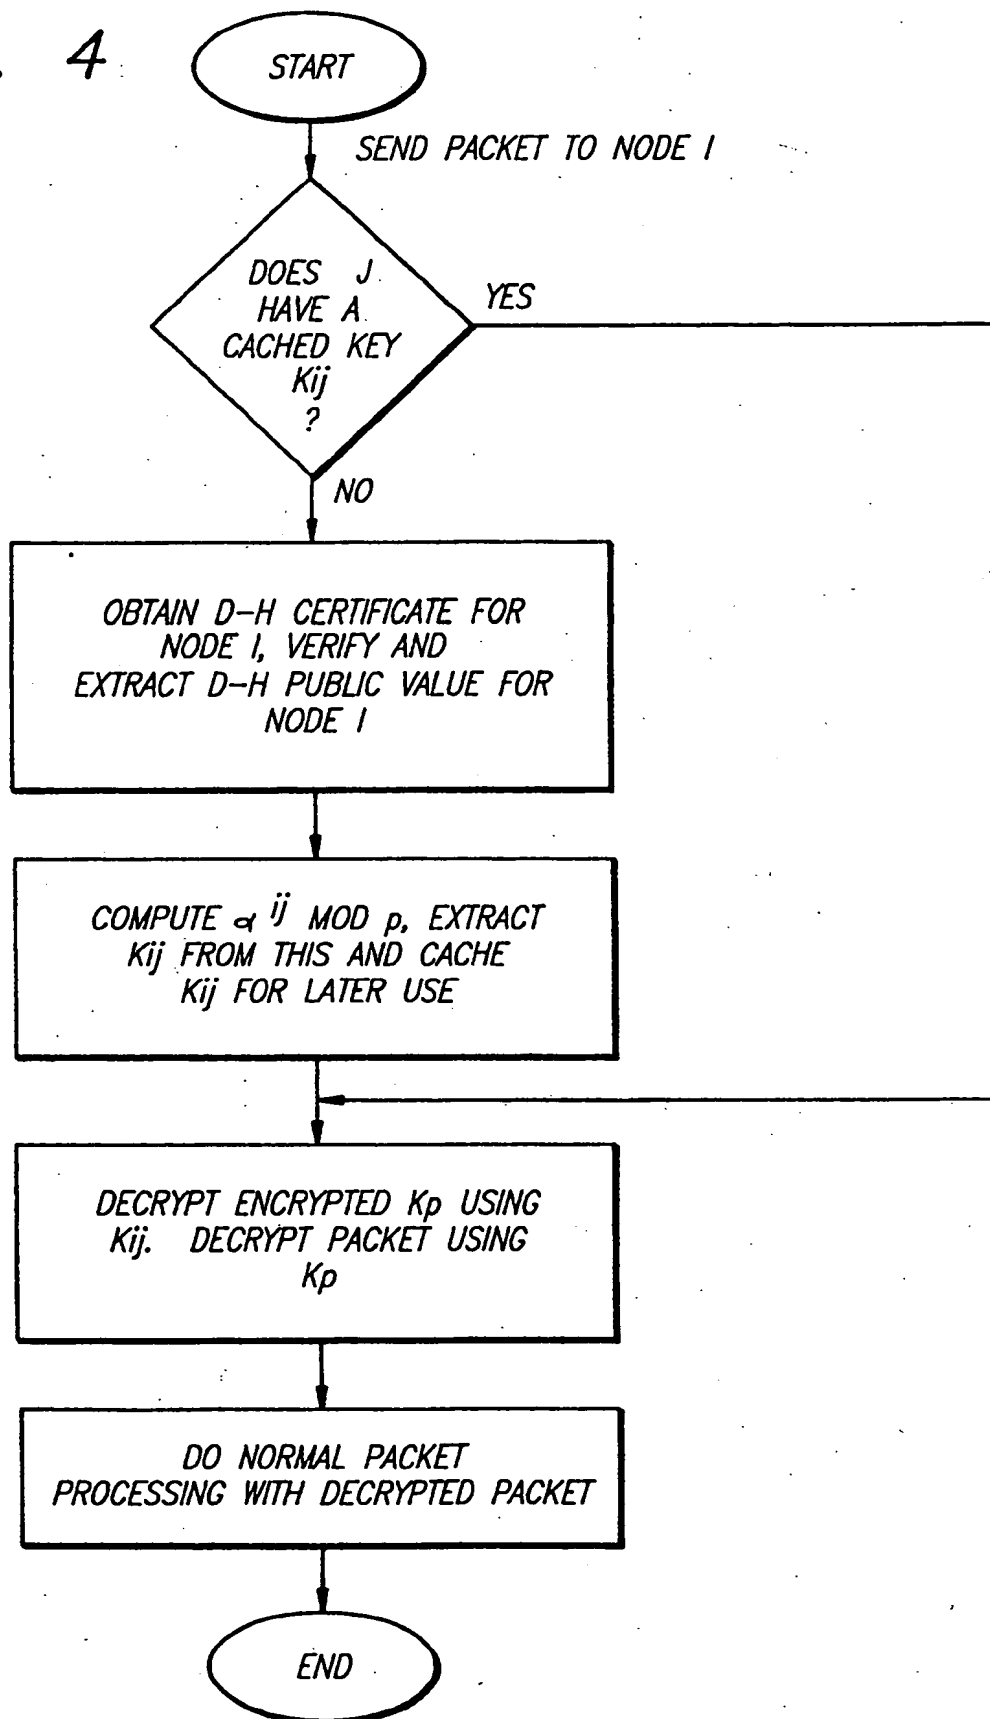 4
START
SEND PACKET TO NODE I
DOES J
HAVE A
CACHED KEY
Kij
?
YES
NO
OBTAIN D-H CERTIFICATE FOR
NODE I, VERIFY AND
EXTRACT D-H PUBLIC VALUE FOR
NODE I
COMPUTE α ij MOD p, EXTRACT
Kij FROM THIS AND CACHE
Kij FOR LATER USE
DECRYPT ENCRYPTED Kp USING
Kij. DECRYPT PACKET USING
Kp
DO NORMAL PACKET
PROCESSING WITH DECRYPTED PACKET
END